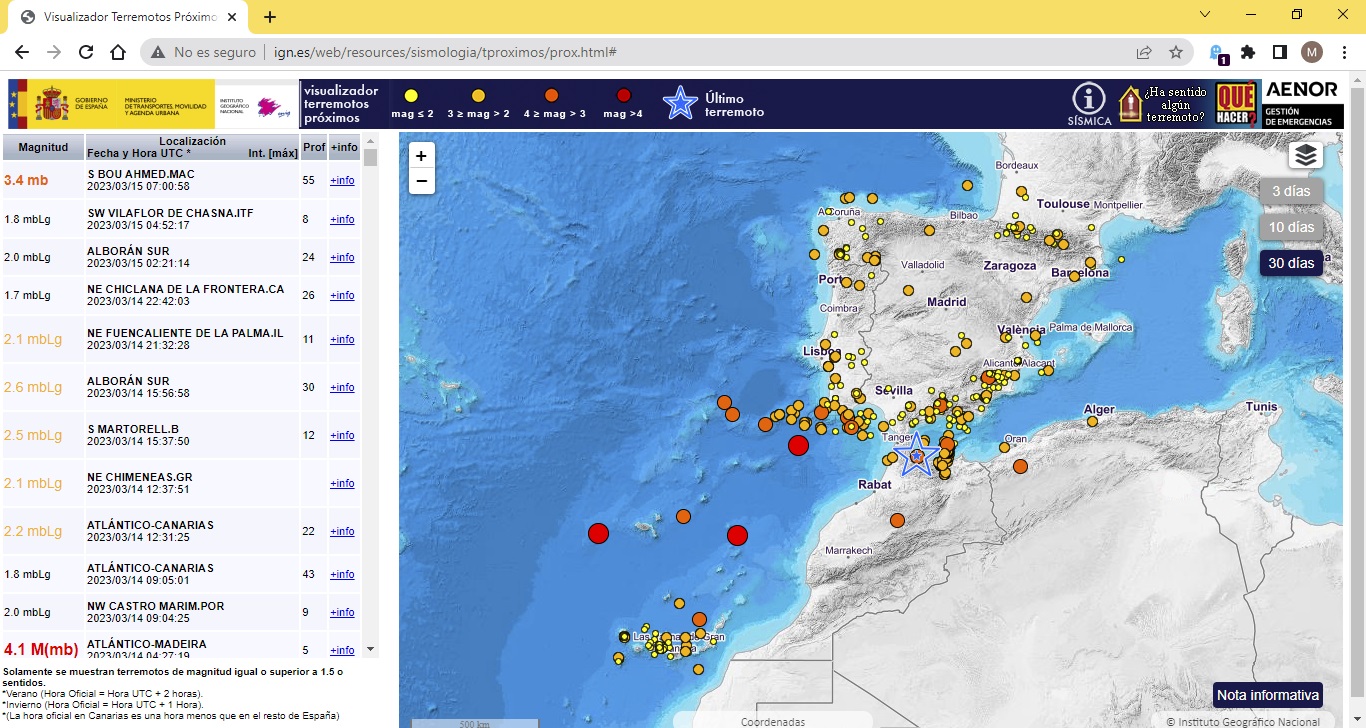 Visualizador Terremotos Próximo
No es seguro
ign.es/web/resources/sismologia/tproximos/prox.html#
M
1
GOBIERNO
DE ESPAÑA
MINISTERIO
DE TRANSPORTES, MOVILIDAD
Y AGENDA URBANA
INSTITUTO
GEOGRÁFICO
NACIONAL
visualizador
terremotos
próximos
mag ≤ 2
3 ≥ mag > 2
4 ≥ mag > 3
mag >4
Último
terremoto
SÍSMICA
¿Ha sentido
algún
terremoto?
QUÉ
HACER?
AENOR
GESTIÓN
DE EMERGENCIAS
Magnitud
Localización
Fecha y Hora UTC * Int. [máx]
Prof
+info
3.4 mb
S BOU AHMED.MAC
2023/03/15 07:00:58
55
+info
1.8 mbLg
SW VILAFLOR DE CHASNA.ITF
2023/03/15 04:52:17
8
+info
2.0 mbLg
ALBORÁN SUR
2023/03/15 02:21:14
24
+info
1.7 mbLg
NE CHICLANA DE LA FRONTERA.CA
2023/03/14 22:42:03
26
+info
2.1 mbLg
NE FUENCALIENTE DE LA PALMA.IL
2023/03/14 21:32:28
11
+info
2.6 mbLg
ALBORÁN SUR
2023/03/14 15:56:58
30
+info
2.5 mbLg
S MARTORELL.B
2023/03/14 15:37:50
12
+info
2.1 mbLg
NE CHIMENEAS.GR
2023/03/14 12:37:51
+info
2.2 mbLg
ATLÁNTICO-CANARIAS
2023/03/14 12:31:25
22
+info
1.8 mbLg
ATLÁNTICO-CANARIAS
2023/03/14 09:05:01
43
+info
2.0 mbLg
NW CASTRO MARIM.POR
2023/03/14 09:04:25
9
+info
4.1 M(mb)
ATLÁNTICO-MADEIRA
2023/03/14 04:27:19
5
+info
Solamente se muestran terremotos de magnitud igual o superior a 1.5 o
sentidos.
*Verano (Hora Oficial = Hora UTC + 2 horas).
*Invierno (Hora Oficial = Hora UTC + 1 Hora).
*(La hora oficial en Canarias es una hora menos que en el resto de España)
+
−
3 días
10 días
30 días
Bordeaux
Toulouse
Montpellier
A Coruña
Bilbao
Valladolid
Zaragoza
Barcelona
Port
Coimbra
Madrid
València
Palma de Mallorca
Lisbo
Alicante/Alacant
Sevilla
Alger
Tunis
Tanger
Oran
Rabat
Marrakech
Las Palmas de Gran
Canaria
500 km
Coordenadas
Nota informativa
© Instituto Geográfico Nacional